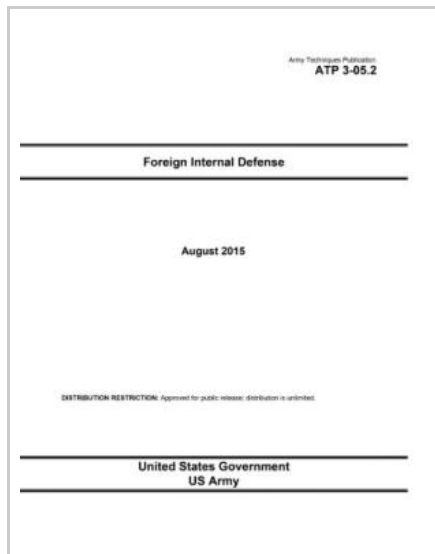 Army Techniques Publication
ATP 3-05.2
Foreign Internal Defense
August 2015
DISTRIBUTION RESTRICTION: Approved for public release; distribution is unlimited.
United States Government
US Army